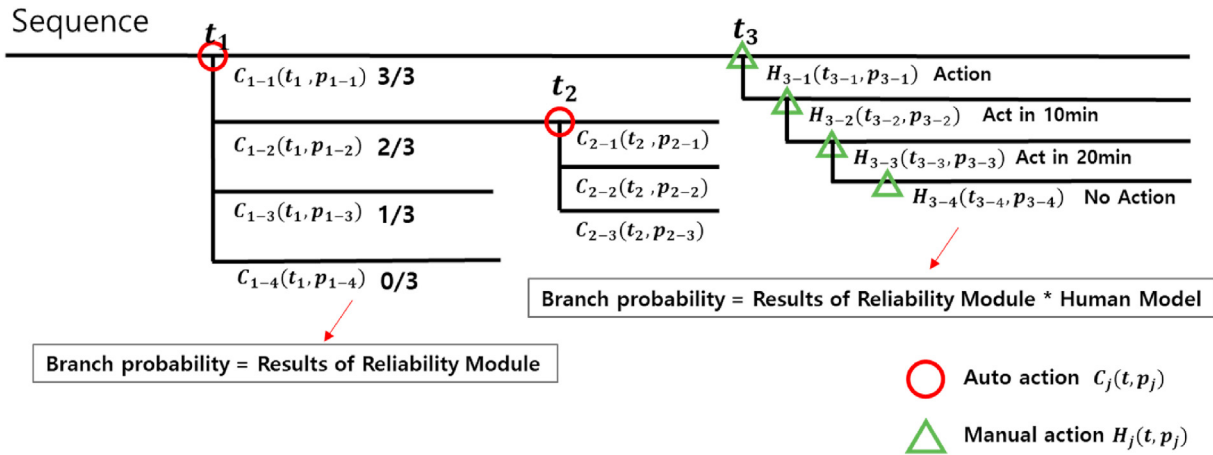 Sequence
t₁
t₃
C₁₋₁(t₁ ,p₁₋₁) 3/3
H₃₋₁(t₃₋₁,p₃₋₁) Action
t₂
H₃₋₂(t₃₋₂,p₃₋₂) Act in 10min
C₁₋₂(t₁,p₁₋₂) 2/3
C₂₋₁(t₂ ,p₂₋₁)
H₃₋₃(t₃₋₃,p₃₋₃) Act in 20min
C₂₋₂(t₂,p₂₋₂)
H₃₋₄(t₃₋₄,p₃₋₄) No Action
C₁₋₃(t₁,p₁₋₃) 1/3
C₂₋₃(t₂,p₂₋₃)
C₁₋₄(t₁,p₁₋₄) 0/3
Branch probability = Results of Reliability Module * Human Model
Branch probability = Results of Reliability Module
Auto action Cⱼ(t,pⱼ)
Manual action Hⱼ(t,pⱼ)